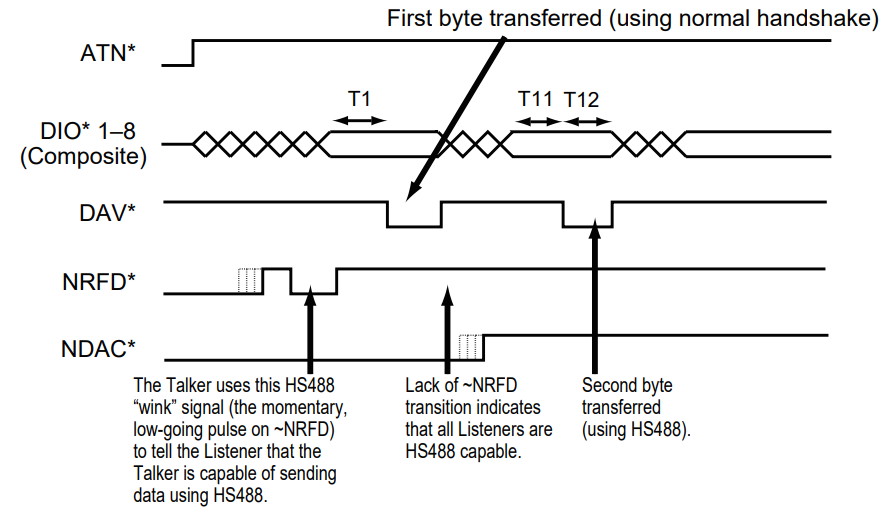 First byte transferred (using normal handshake)
ATN*
T1
T11 T12
DIO* 1–8
(Composite)
DAV*
NRFD*
NDAC*
The Talker uses this HS488
“wink” signal (the momentary,
low-going pulse on ~NRFD)
to tell the Listener that the
Talker is capable of sending
data using HS488.
Lack of ~NRFD
transition indicates
that all Listeners are
HS488 capable.
Second byte
transferred
(using HS488).